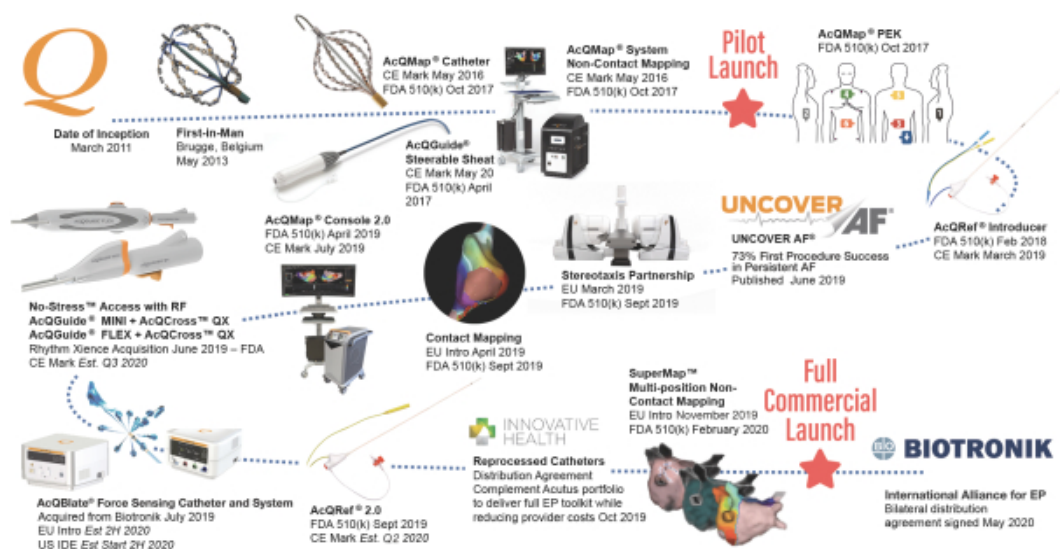 Q
Date of Inception
March 2011
First-in-Man
Brugge, Belgium
May 2013
AcQMap® Catheter
CE Mark May 2016
FDA 510(k) Oct 2017
AcQGuide®
Steerable Sheat
CE Mark May 20
FDA 510(k) April
2017
AcQMap® System
Non-Contact Mapping
CE Mark May 2016
FDA 510(k) Oct 2017
Pilot
Launch
AcQMap® PEK
FDA 510(k) Oct 2017
AcQRef® Introducer
FDA 510(k) Feb 2018
CE Mark March 2019
UNCOVER AF®
UNCOVER AF®
73% First Procedure Success
in Persistent AF
Published June 2019
Stereotaxis Partnership
EU March 2019
FDA 510(k) Sept 2019
Contact Mapping
EU Intro April 2019
FDA 510(k) Sept 2019
AcQMap® Console 2.0
FDA 510(k) April 2019
CE Mark July 2019
No-Stress™ Access with RF
AcQGuide® MINI + AcQCross™ QX
AcQGuide® FLEX + AcQCross™ QX
Rhythm Xience Acquisition June 2019 – FDA
CE Mark Est. Q3 2020
AcQBlate® Force Sensing Catheter and System
Acquired from Biotronik July 2019
EU Intro Est 2H 2020
US IDE Est Start 2H 2020
AcQRef® 2.0
FDA 510(k) Sept 2019
CE Mark Est. Q2 2020
INNOVATIVE
HEALTH
Reprocessed Catheters
Distribution Agreement
Complement Acutus portfolio
to deliver full EP toolkit while
reducing provider costs Oct 2019
SuperMap™
Multi-position Non-
Contact Mapping
EU Intro November 2019
FDA 510(k) February 2020
Full
Commercial
Launch
BIO BIOTRONIK
International Alliance for EP
Bilateral distribution
agreement signed May 2020